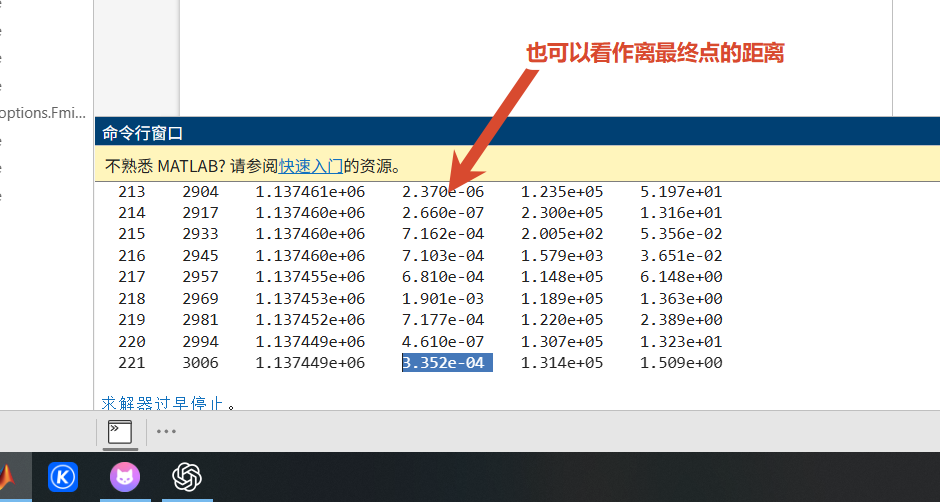 也可以看作离最终点的距离
options.Fmi...
命令行窗口
不熟悉 MATLAB? 请参阅快速入门的资源。
213 2904 1.137461e+06 2.370e-06 1.235e+05 5.197e+01
214 2917 1.137460e+06 2.660e-07 2.300e+05 1.316e+01
215 2933 1.137460e+06 7.162e-04 2.005e+02 5.356e-02
216 2945 1.137460e+06 7.103e-04 1.579e+03 3.651e-02
217 2957 1.137455e+06 6.810e-04 1.148e+05 6.148e+00
218 2969 1.137453e+06 1.901e-03 1.189e+05 1.363e+00
219 2981 1.137452e+06 7.177e-04 1.220e+05 2.389e+00
220 2994 1.137449e+06 4.610e-07 1.307e+05 1.323e+01
221 3006 1.137449e+06 3.352e-04 1.314e+05 1.509e+00
求解器过早停止。
K